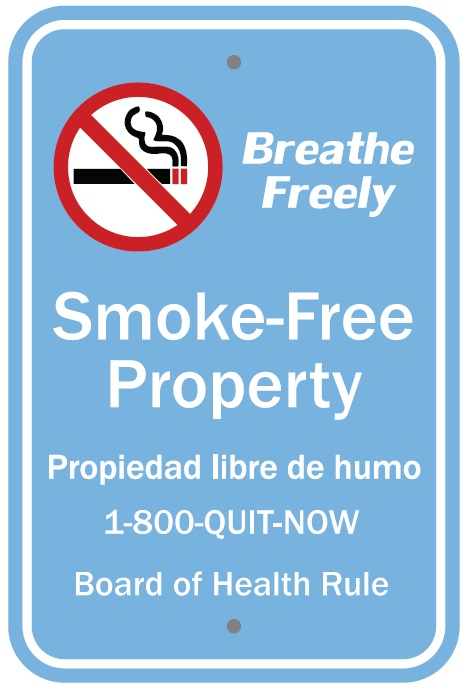 Breathe
Freely
Smoke-Free
Property
Propiedad libre de humo
1-800-QUIT-NOW
Board of Health Rule